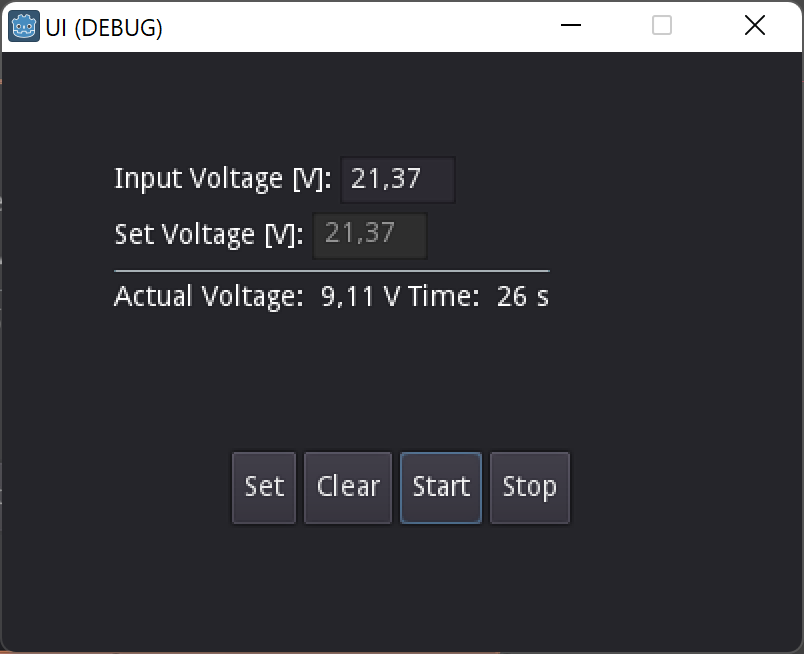 UI (DEBUG)
Input Voltage [V]: 21,37
Set Voltage [V]: 21,37
Actual Voltage: 9,11 V Time: 26 s
Set Clear Start Stop